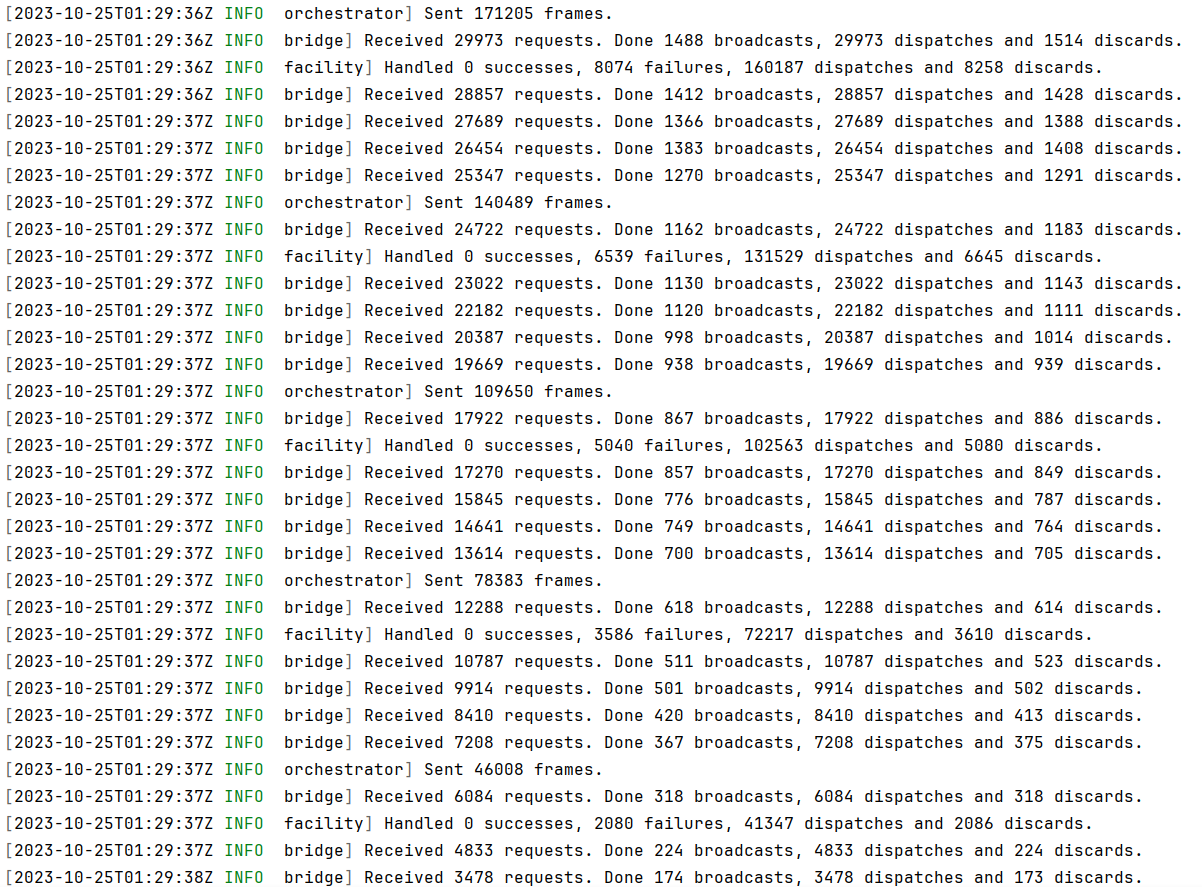 [2023-10-25T01:29:36Z INFO  orchestrator] Sent 171205 frames.
[2023-10-25T01:29:36Z INFO  bridge] Received 29973 requests. Done 1488 broadcasts, 29973 dispatches and 1514 discards.
[2023-10-25T01:29:36Z INFO  facility] Handled 0 successes, 8074 failures, 160187 dispatches and 8258 discards.
[2023-10-25T01:29:36Z INFO  bridge] Received 28857 requests. Done 1412 broadcasts, 28857 dispatches and 1428 discards.
[2023-10-25T01:29:37Z INFO  bridge] Received 27689 requests. Done 1366 broadcasts, 27689 dispatches and 1388 discards.
[2023-10-25T01:29:37Z INFO  bridge] Received 26454 requests. Done 1383 broadcasts, 26454 dispatches and 1408 discards.
[2023-10-25T01:29:37Z INFO  bridge] Received 25347 requests. Done 1270 broadcasts, 25347 dispatches and 1291 discards.
[2023-10-25T01:29:37Z INFO  orchestrator] Sent 140489 frames.
[2023-10-25T01:29:37Z INFO  bridge] Received 24722 requests. Done 1162 broadcasts, 24722 dispatches and 1183 discards.
[2023-10-25T01:29:37Z INFO  facility] Handled 0 successes, 6539 failures, 131529 dispatches and 6645 discards.
[2023-10-25T01:29:37Z INFO  bridge] Received 23022 requests. Done 1130 broadcasts, 23022 dispatches and 1143 discards.
[2023-10-25T01:29:37Z INFO  bridge] Received 22182 requests. Done 1120 broadcasts, 22182 dispatches and 1111 discards.
[2023-10-25T01:29:37Z INFO  bridge] Received 20387 requests. Done 998 broadcasts, 20387 dispatches and 1014 discards.
[2023-10-25T01:29:37Z INFO  bridge] Received 19669 requests. Done 938 broadcasts, 19669 dispatches and 939 discards.
[2023-10-25T01:29:37Z INFO  orchestrator] Sent 109650 frames.
[2023-10-25T01:29:37Z INFO  bridge] Received 17922 requests. Done 867 broadcasts, 17922 dispatches and 886 discards.
[2023-10-25T01:29:37Z INFO  facility] Handled 0 successes, 5040 failures, 102563 dispatches and 5080 discards.
[2023-10-25T01:29:37Z INFO  bridge] Received 17270 requests. Done 857 broadcasts, 17270 dispatches and 849 discards.
[2023-10-25T01:29:37Z INFO  bridge] Received 15845 requests. Done 776 broadcasts, 15845 dispatches and 787 discards.
[2023-10-25T01:29:37Z INFO  bridge] Received 14641 requests. Done 749 broadcasts, 14641 dispatches and 764 discards.
[2023-10-25T01:29:37Z INFO  bridge] Received 13614 requests. Done 700 broadcasts, 13614 dispatches and 705 discards.
[2023-10-25T01:29:37Z INFO  orchestrator] Sent 78383 frames.
[2023-10-25T01:29:37Z INFO  bridge] Received 12288 requests. Done 618 broadcasts, 12288 dispatches and 614 discards.
[2023-10-25T01:29:37Z INFO  facility] Handled 0 successes, 3586 failures, 72217 dispatches and 3610 discards.
[2023-10-25T01:29:37Z INFO  bridge] Received 10787 requests. Done 511 broadcasts, 10787 dispatches and 523 discards.
[2023-10-25T01:29:37Z INFO  bridge] Received 9914 requests. Done 501 broadcasts, 9914 dispatches and 502 discards.
[2023-10-25T01:29:37Z INFO  bridge] Received 8410 requests. Done 420 broadcasts, 8410 dispatches and 413 discards.
[2023-10-25T01:29:37Z INFO  bridge] Received 7208 requests. Done 367 broadcasts, 7208 dispatches and 375 discards.
[2023-10-25T01:29:37Z INFO  orchestrator] Sent 46008 frames.
[2023-10-25T01:29:37Z INFO  bridge] Received 6084 requests. Done 318 broadcasts, 6084 dispatches and 318 discards.
[2023-10-25T01:29:37Z INFO  facility] Handled 0 successes, 2080 failures, 41347 dispatches and 2086 discards.
[2023-10-25T01:29:37Z INFO  bridge] Received 4833 requests. Done 224 broadcasts, 4833 dispatches and 224 discards.
[2023-10-25T01:29:38Z INFO  bridge] Received 3478 requests. Done 174 broadcasts, 3478 dispatches and 173 discards.